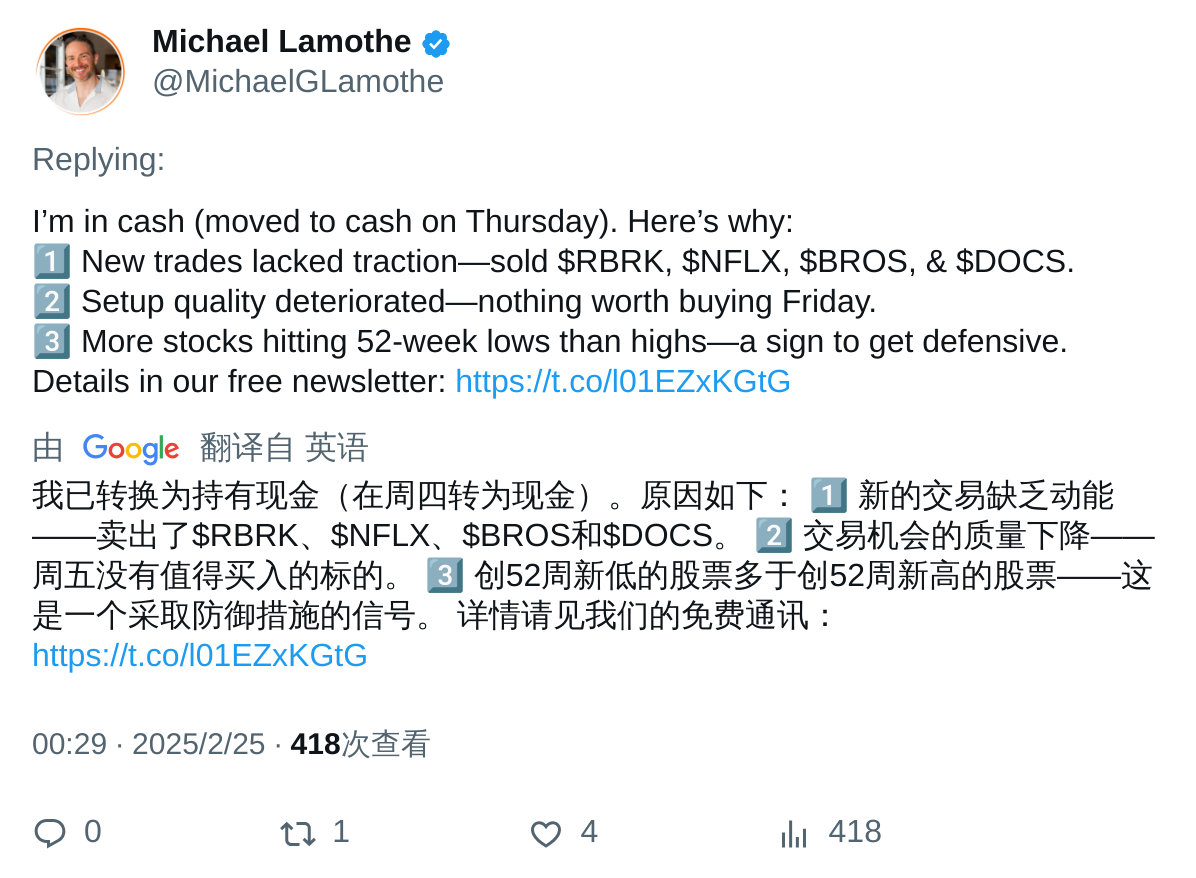 Michael Lamothe
@MichaelGLamothe
Replying:
I’m in cash (moved to cash on Thursday). Here’s why:
1️⃣ New trades lacked traction—sold $RBRK, $NFLX, $BROS, & $DOCS.
2️⃣ Setup quality deteriorated—nothing worth buying Friday.
3️⃣ More stocks hitting 52-week lows than highs—a sign to get defensive.
Details in our free newsletter: https://t.co/l01EZxKGtG
由 Google 翻译自 英语
我已转换为持有现金（在周四转为现金）。原因如下： 1️⃣ 新的交易缺乏动能
——卖出了$RBRK、$NFLX、$BROS和$DOCS。 2️⃣ 交易机会的质量下降——
周五没有值得买入的标的。 3️⃣ 创52周新低的股票多于创52周新高的股票——这
是一个采取防御措施的信号。 详情请见我们的免费通讯：
https://t.co/l01EZxKGtG
00:29 · 2025/2/25 · 418次查看
0 1 4 418